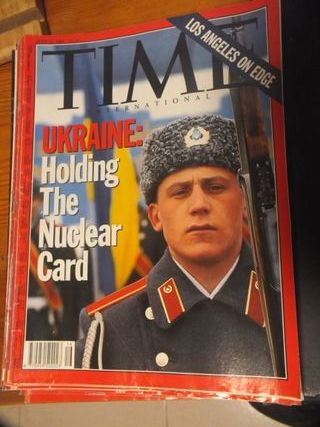 LOS ANGELES ON EDGE
TIME
INTERNATIONAL
UKRAINE:
Holding
The
Nuclear
Card